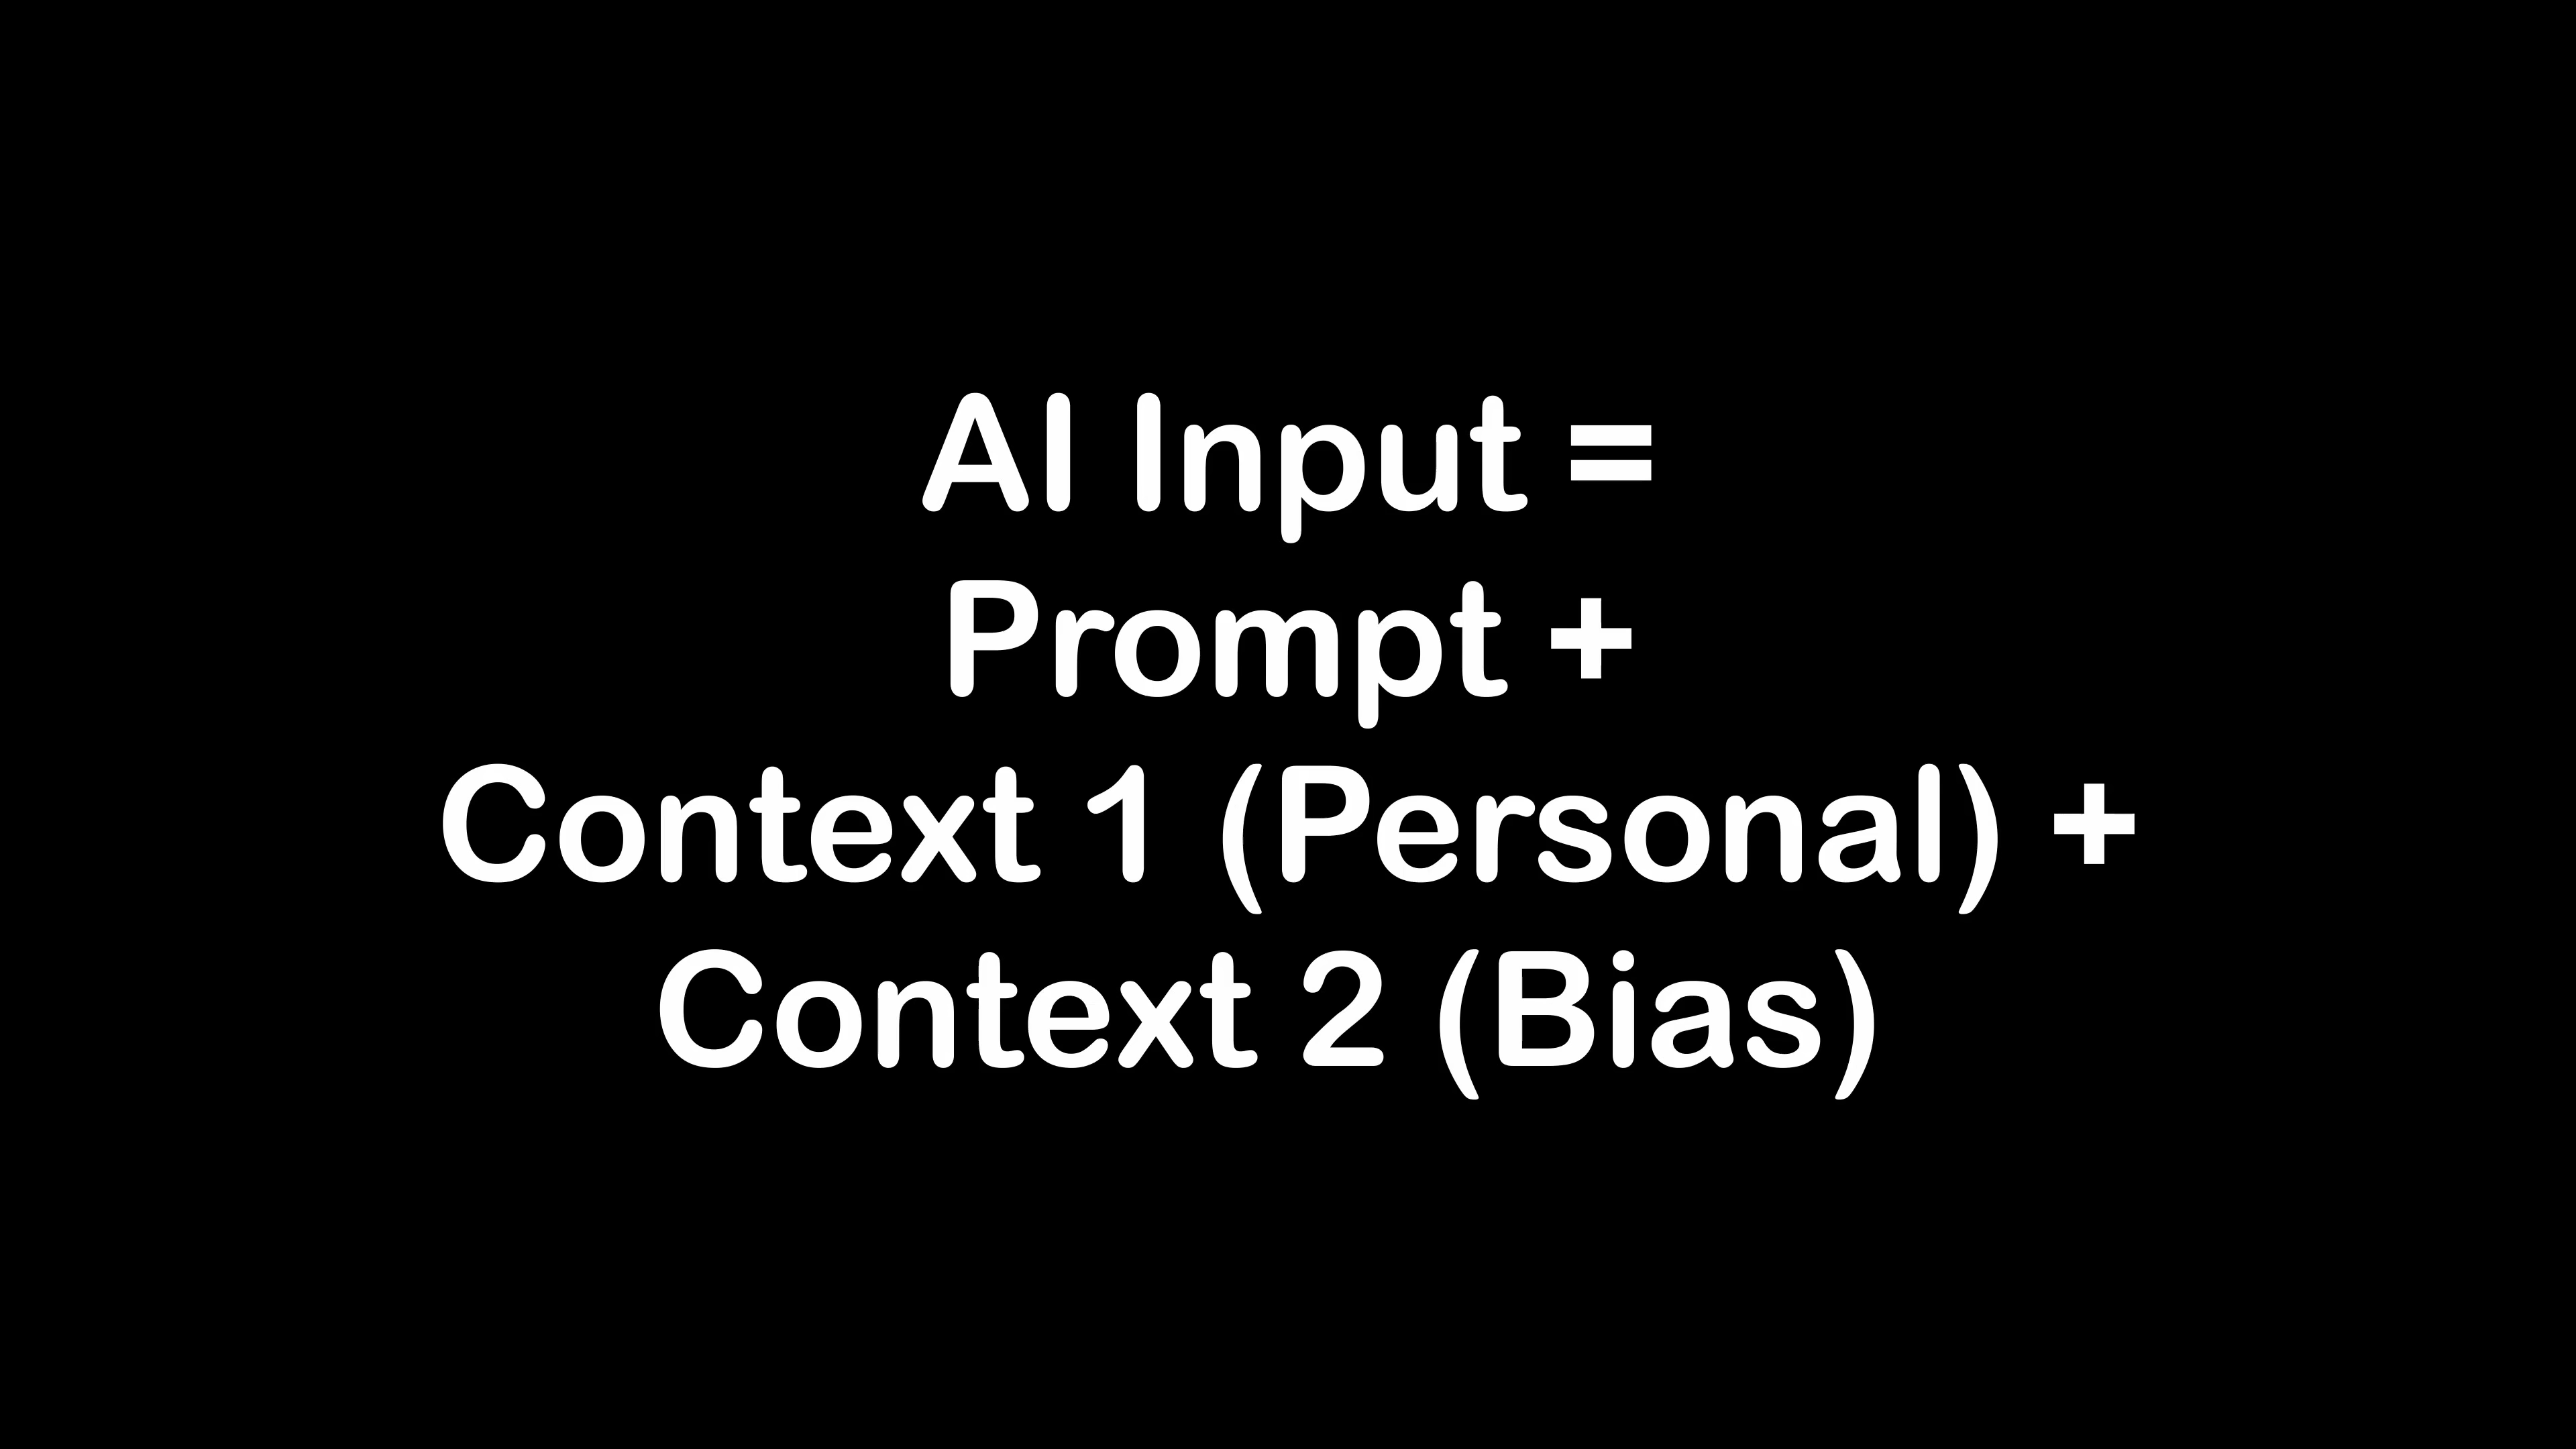 AI Input =
Prompt +
Context 1 (Personal) +
Context 2 (Bias)